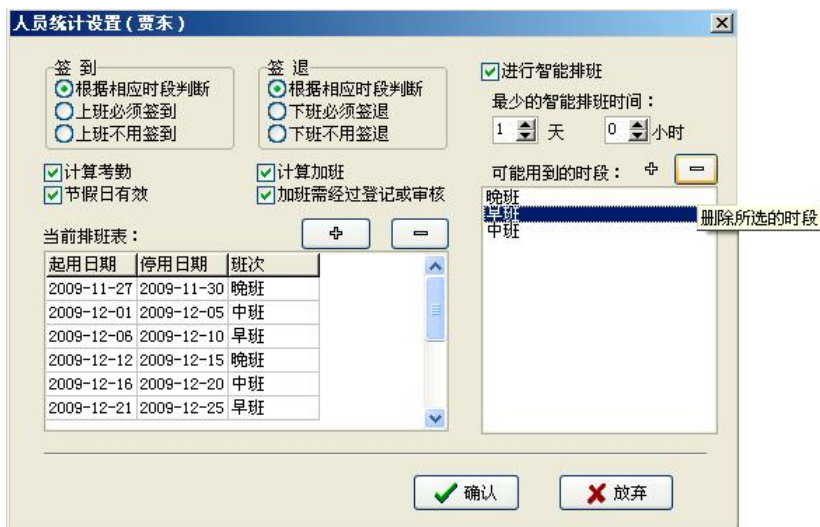 人员统计设置(贾东)
签 到
根据相应时段判断
上班必须签到
上班不用签到
签 退
根据相应时段判断
下班必须签退
下班不用签退
计算考勤
节假日有效
计算加班
加班需经过登记或审核
当前排班表:
起用日期 停用日期 班次
2009-11-27 2009-11-30 晚班
2009-12-01 2009-12-05 中班
2009-12-06 2009-12-10 早班
2009-12-12 2009-12-15 晚班
2009-12-16 2009-12-20 中班
2009-12-21 2009-12-25 早班
进行智能排班
最少的智能排班时间:
1 天 0 小时
可能用到的时段:
晚班
早班
中班
删除所选的时段
确认 放弃